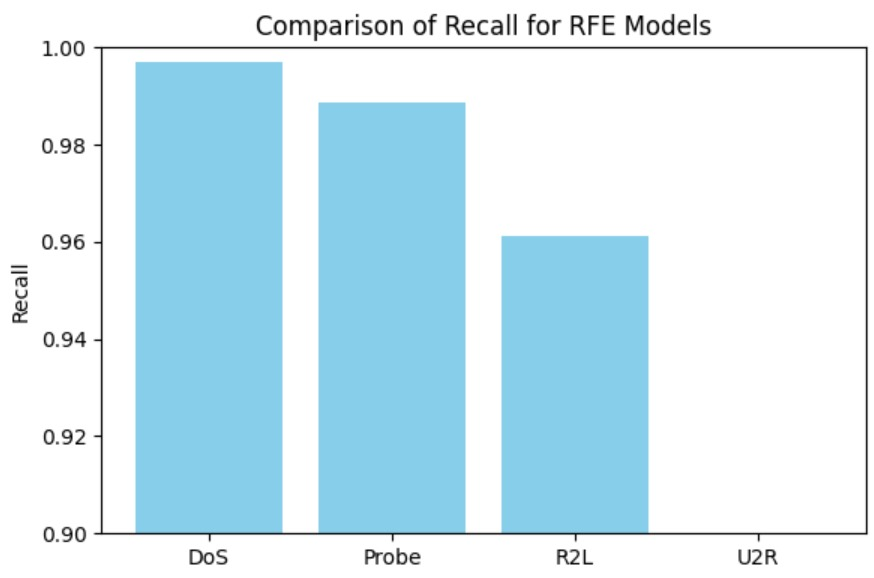 Comparison of Recall for RFE Models
1.00
0.98
0.96
0.94
0.92
0.90
Recall
DoS Probe R2L U2R